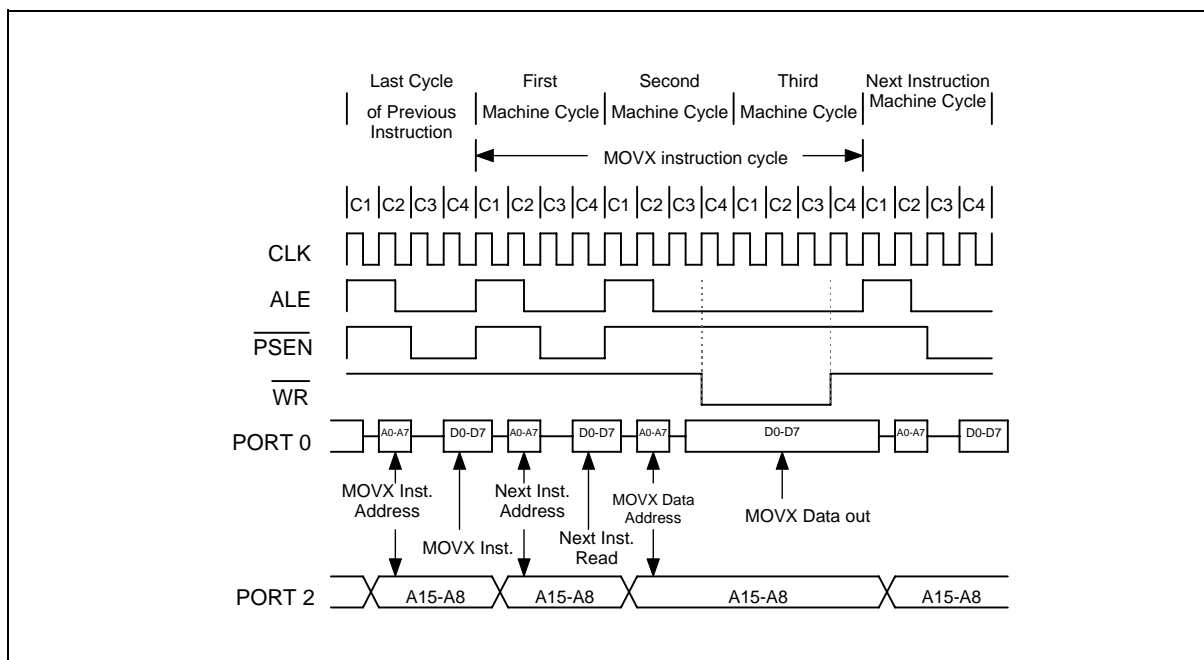 Last Cycle
of Previous
Instruction
First
Machine Cycle
Second
Machine Cycle
Third
Machine Cycle
Next Instruction
Machine Cycle
MOVX instruction cycle
C1 C2 C3 C4 C1 C2 C3 C4 C1 C2 C3 C4 C1 C2 C3 C4 C1 C2 C3 C4
CLK
ALE
PSEN
WR
PORT 0
A0-A7 D0-D7 A0-A7 D0-D7 A0-A7 D0-D7 A0-A7 D0-D7
MOVX Inst.
Address
MOVX Inst.
Next Inst.
Address
Next Inst.
Read
MOVX Data
Address
MOVX Data out
PORT 2
A15-A8 A15-A8 A15-A8 A15-A8